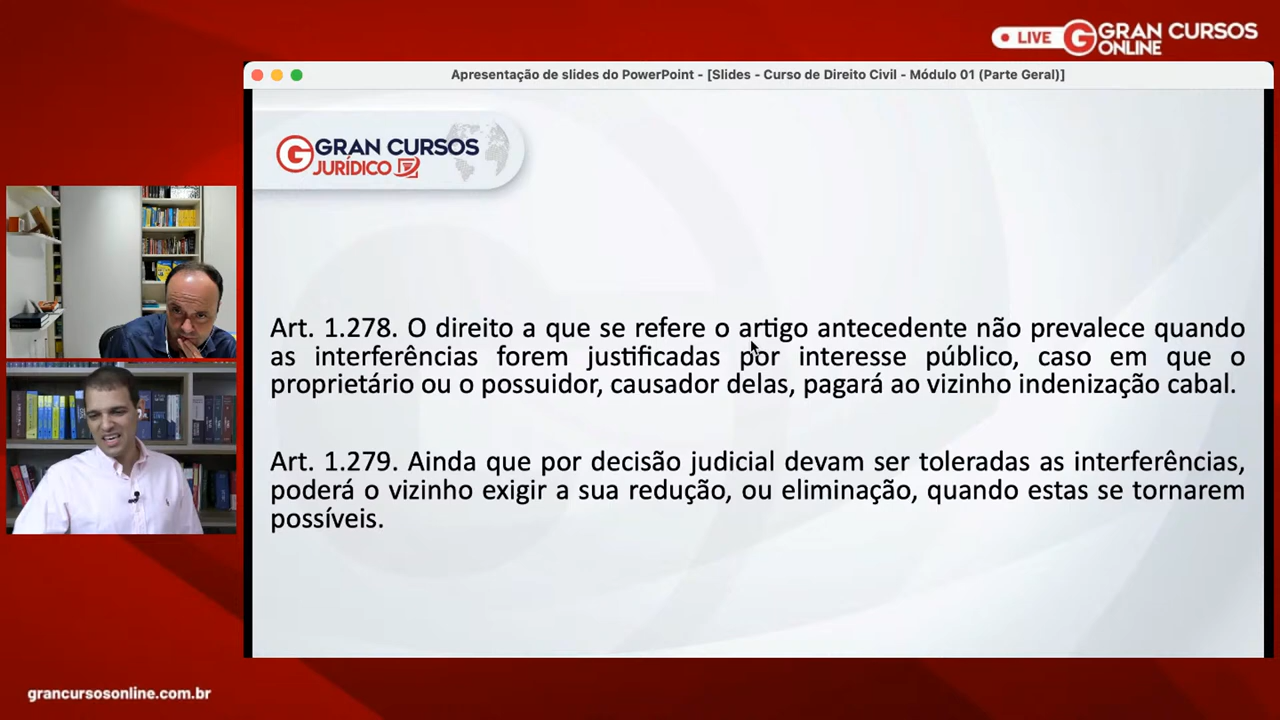 LIVE
GRAN CURSOS
ONLINE
Apresentação de slides do PowerPoint - [Slides - Curso de Direito Civil - Módulo 01 (Parte Geral)]
GRAN CURSOS
JURÍDICO
Art. 1.278. O direito a que se refere o artigo antecedente não prevalece quando
as interferências forem justificadas por interesse público, caso em que o
proprietário ou o possuidor, causador delas, pagará ao vizinho indenização cabal.
Art. 1.279. Ainda que por decisão judicial devam ser toleradas as interferências,
poderá o vizinho exigir a sua redução, ou eliminação, quando estas se tornarem
possíveis.
grancursosonline.com.br